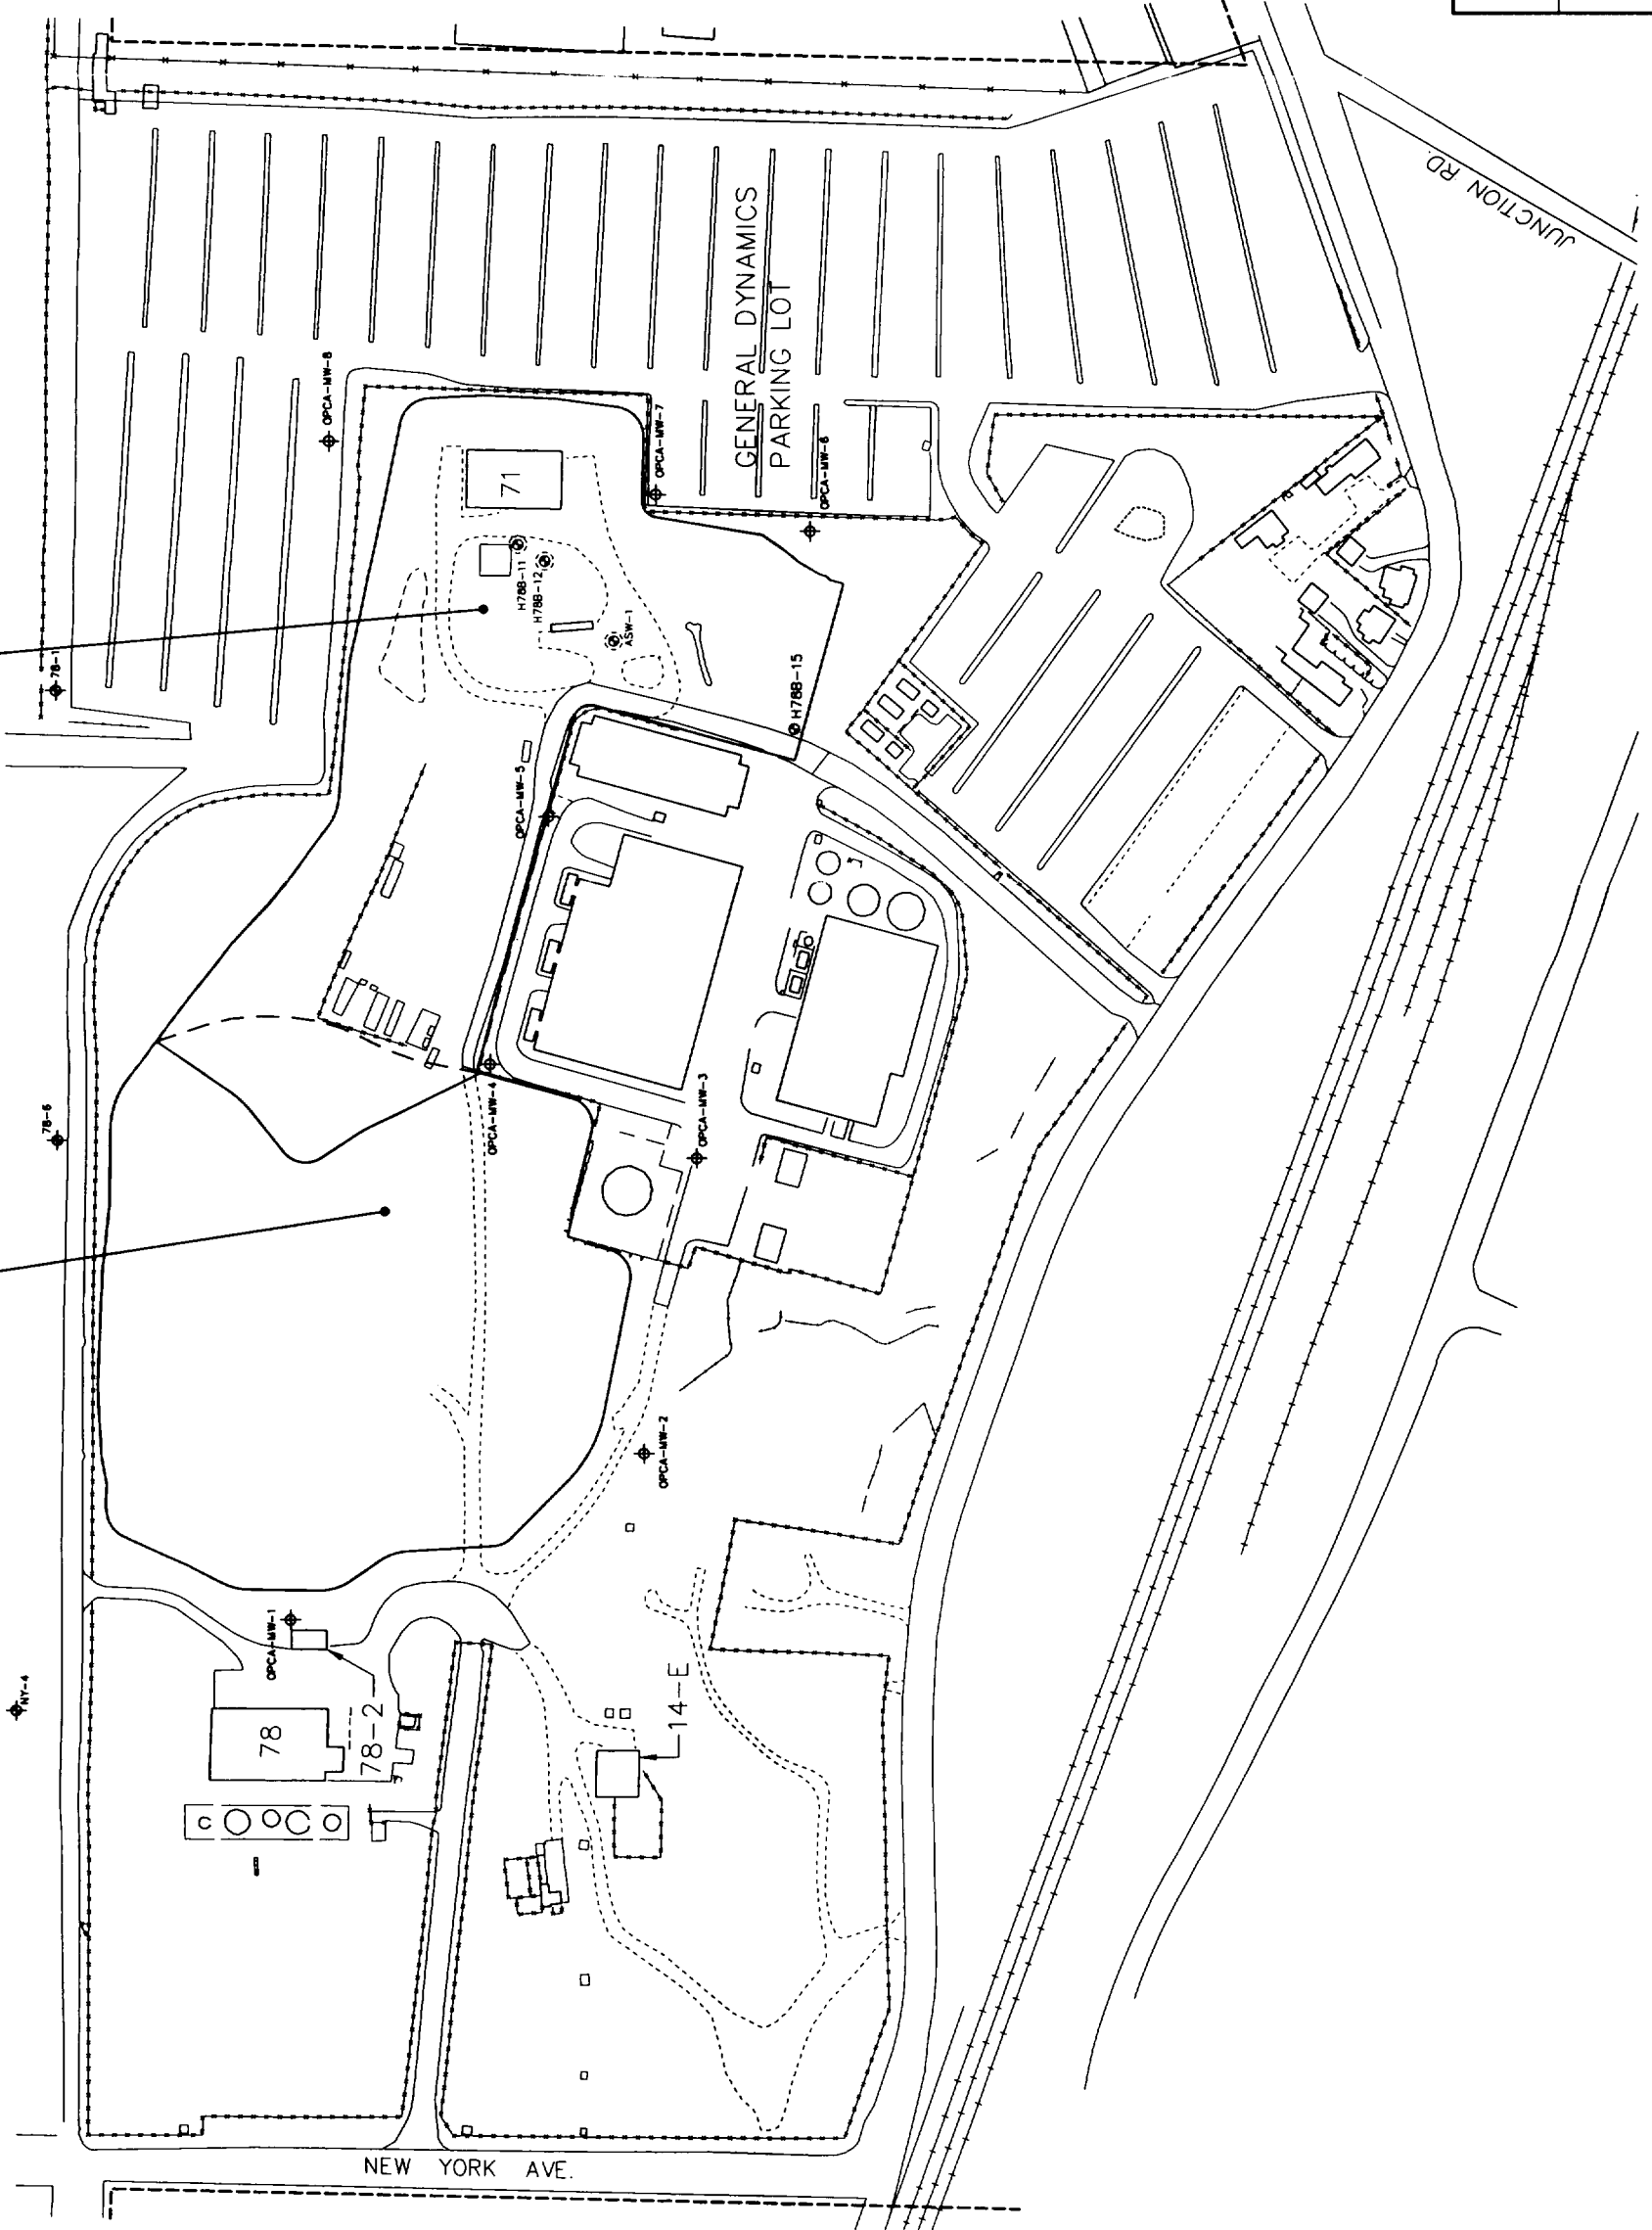 JUNCTION RD.
GENERAL DYNAMICS
PARKING LOT
OPCA-MW-8
OPCA-MW-7
OPCA-MW-6
71
H78B-11
H78B-12
ASW-1
78-1
H78B-15
OPCA-MW-5
OPCA-MW-4
OPCA-MW-3
78-6
OPCA-MW-2
OPCA-MW-1
NY-4
78
78-2
14-E
NEW YORK AVE.